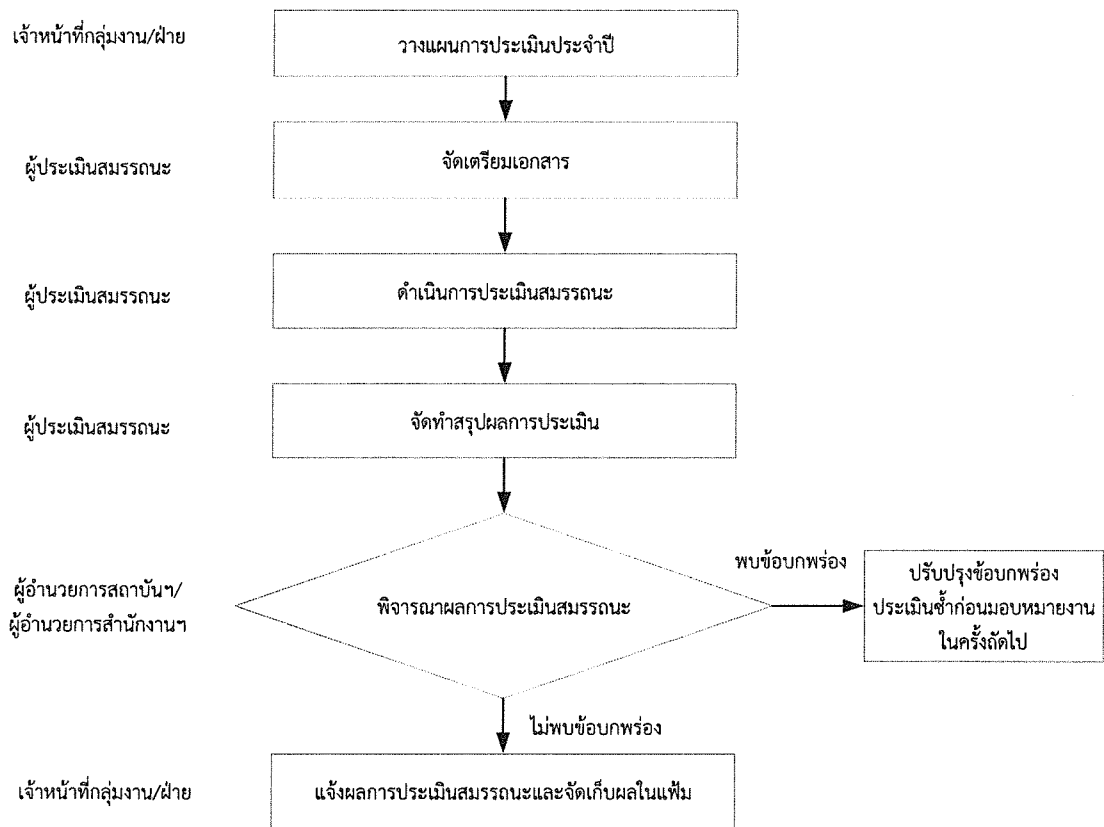 เจ้าหน้าที่กลุ่มงาน/ฝ่าย
วางแผนการประเมินประจำปี
ผู้ประเมินสมรรถนะ
จัดเตรียมเอกสาร
ผู้ประเมินสมรรถนะ
ดำเนินการประเมินสมรรถนะ
ผู้ประเมินสมรรถนะ
จัดทำสรุปผลการประเมิน
ผู้อำนวยการสถาบันฯ/
ผู้อำนวยการสำนักงานฯ
พิจารณาผลการประเมินสมรรถนะ
พบข้อบกพร่อง
ปรับปรุงข้อบกพร่อง
ประเมินซ้ำก่อนมอบหมายงาน
ในครั้งถัดไป
ไม่พบข้อบกพร่อง
เจ้าหน้าที่กลุ่มงาน/ฝ่าย
แจ้งผลการประเมินสมรรถนะและจัดเก็บผลในแฟ้ม